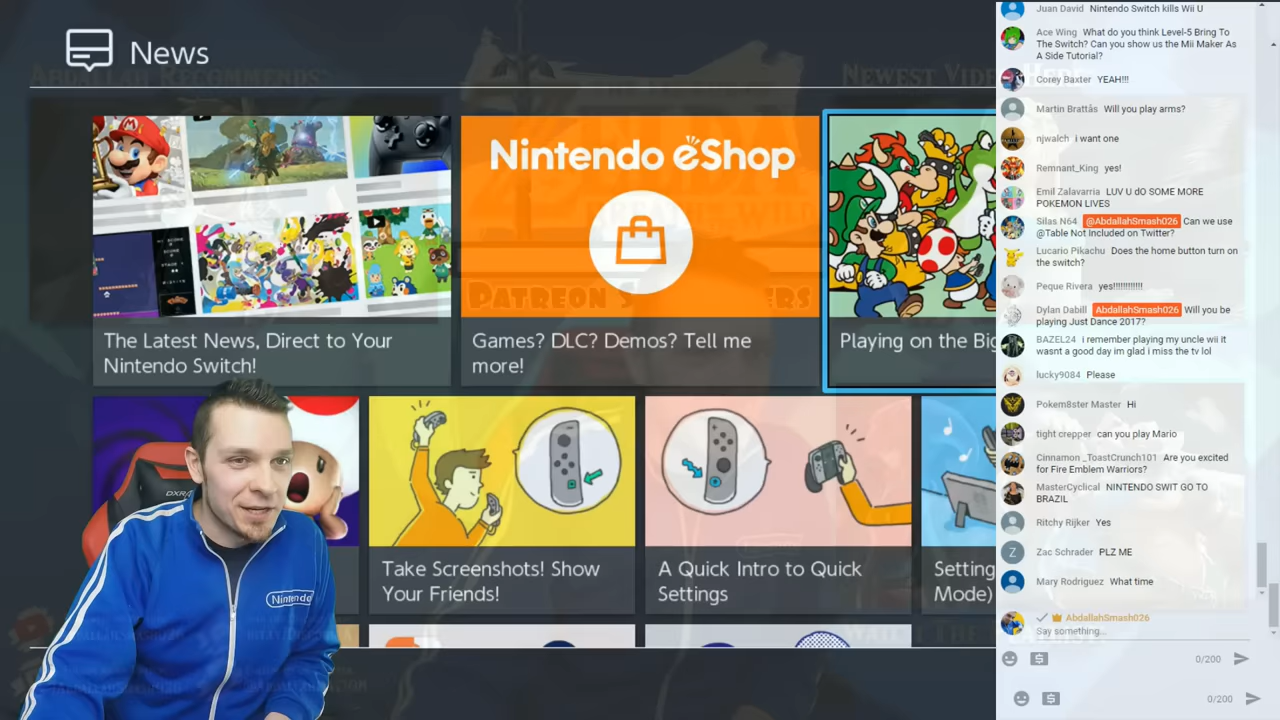 News
ABDALLAH RECOMMENDS
NEWEST VIDEO
Nintendo eShop
PATREON
The Latest News, Direct to Your
Nintendo Switch!
Games? DLC? Demos? Tell me
more!
Playing on the Big
Take Screenshots! Show
Your Friends!
A Quick Intro to Quick
Settings
Setting
Mode)
DXR
Nintendo
Juan David Nintendo Switch kills Wii U
Ace Wing What do you think Level-5 Bring To
The Switch? Can you show us the Mii Maker As
A Side Tutorial?
Corey Baxter YEAH!!!
Martin Brattås Will you play arms?
njwalch i want one
Remnant_King yes!
Emil Zalavarria LUV U dO SOME MORE
POKEMON LIVES
Silas N64 @AbdallahSmash026 Can we use
@Table Not Included on Twitter?
Lucario Pikachu Does the home button turn on
the switch?
Peque Rivera yes!!!!!!!!!!!!
Dylan Dabill AbdallahSmash026 Will you be
playing Just Dance 2017?
BAZEL24 i remember playing my uncle wii it
wasnt a good day im glad i miss the tv lol
lucky9084 Please
Pokem8ster Master Hi
tight crepper can you play Mario
Cinnamon _ToastCrunch101 Are you excited
for Fire Emblem Warriors?
MasterCyclical NINTENDO SWIT GO TO
BRAZIL
Ritchy Rijker Yes
Z Zac Schrader PLZ ME
Mary Rodriguez What time
AbdallahSmash026
Say something...
0/200
0/200